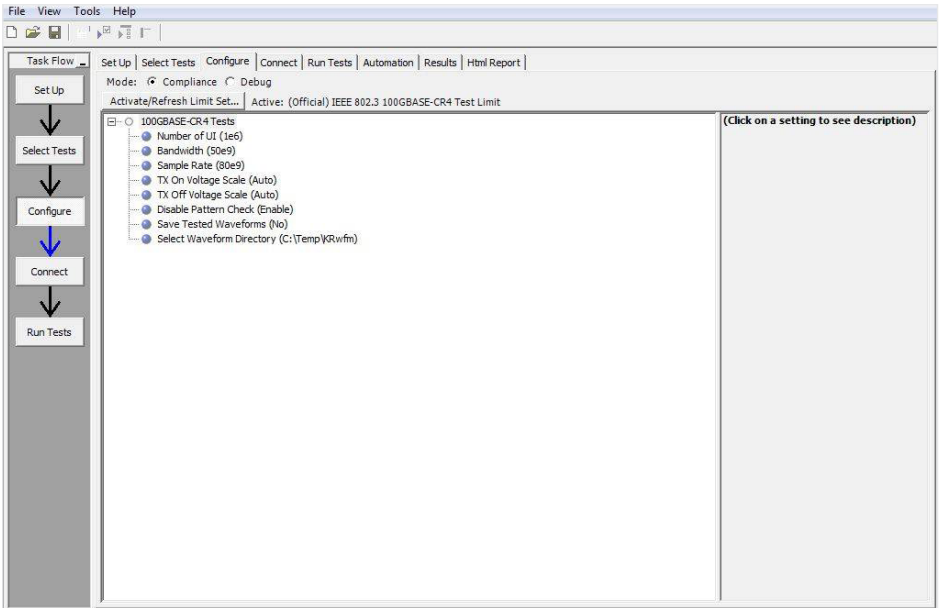 File View Tools Help
Task Flow
Set Up
Select Tests
Configure
Connect
Run Tests
Set Up Select Tests Configure Connect Run Tests Automation Results Html Report
Mode: Compliance Debug
Activate/Refresh Limit Set... Active: (Official) IEEE 802.3 100GBASE-CR4 Test Limit
100GBASE-CR4 Tests
Number of UI (1e6)
Bandwidth (50e9)
Sample Rate (80e9)
TX On Voltage Scale (Auto)
TX Off Voltage Scale (Auto)
Disable Pattern Check (Enable)
Save Tested Waveforms (No)
Select Waveform Directory (C:\Temp\KRwfm)
(Click on a setting to see description)